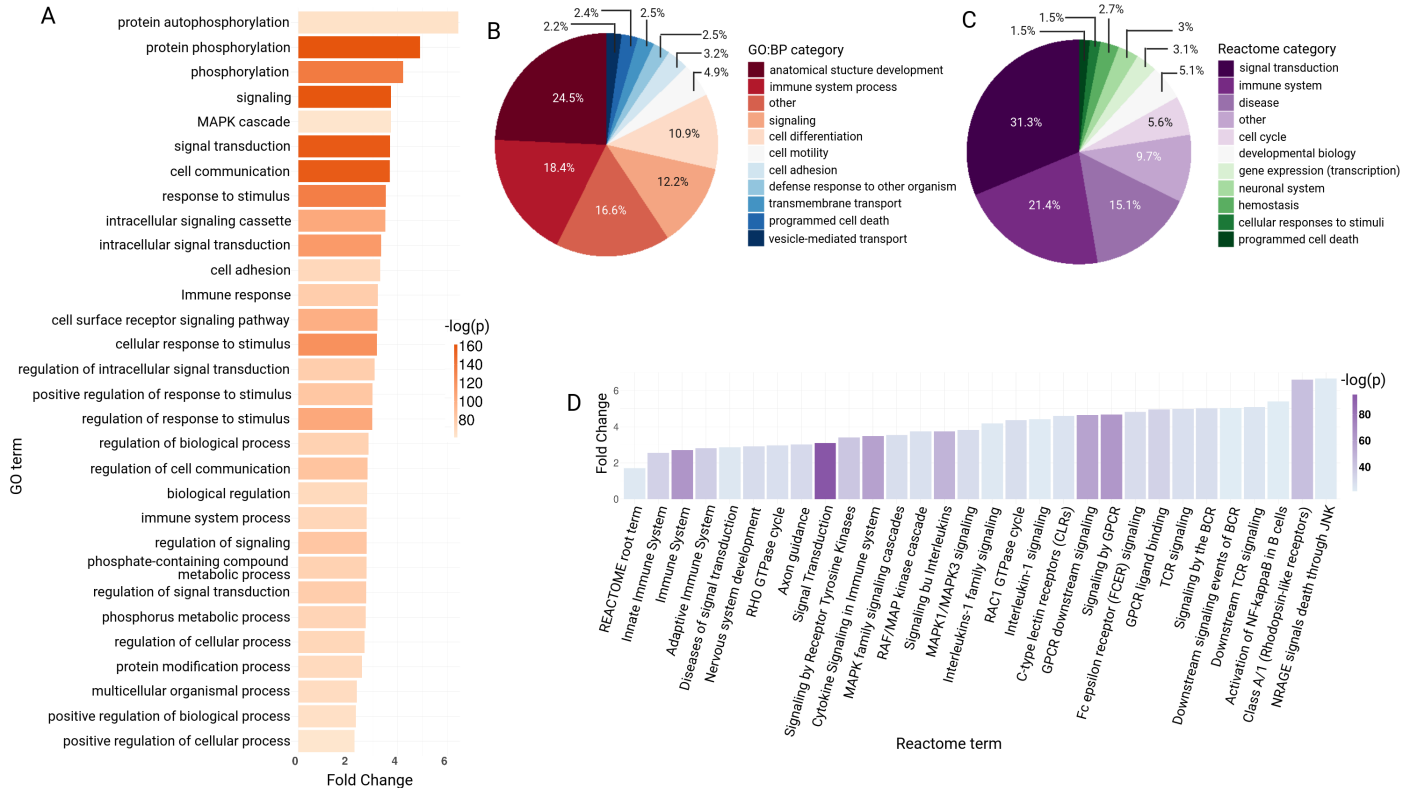 A
GO term
protein autophosphorylation
protein phosphorylation
phosphorylation
signaling
MAPK cascade
signal transduction
cell communication
response to stimulus
intracellular signaling cassette
intracellular signal transduction
cell adhesion
Immune response
cell surface receptor signaling pathway
cellular response to stimulus
regulation of intracellular signal transduction
positive regulation of response to stimulus
regulation of response to stimulus
regulation of biological process
regulation of cell communication
biological regulation
immune system process
regulation of signaling
phosphate-containing compound
metabolic process
regulation of signal transduction
phosphorus metabolic process
regulation of cellular process
protein modification process
multicellular organismal process
positive regulation of biological process
positive regulation of cellular process
0 2 4 6
Fold Change
-log(p)
160
140
120
100
80
B
2.2%
2.4%
2.5%
2.5%
3.2%
4.9%
10.9%
12.2%
16.6%
18.4%
24.5%
GO:BP category
anatomical stucture development
immune system process
other
signaling
cell differentiation
cell motility
cell adhesion
defense response to other organism
transmembrane transport
programmed cell death
vesicle-mediated transport
C
1.5%
1.5%
2.7%
3%
3.1%
5.1%
5.6%
9.7%
15.1%
21.4%
31.3%
Reactome category
signal transduction
immune system
disease
other
cell cycle
developmental biology
gene expression (transcription)
neuronal system
hemostasis
cellular responses to stimuli
programmed cell death
D
Fold Change
6
4
2
0
REACTOME root term
Innate Immune System
Immune System
Adaptive Immune System
Diseases of signal transduction
Nervous system development
RHO GTPase cycle
Axon guidance
Signal Transduction
Signaling by Receptor Tyrosine Kinases
Cytokine Signaling in Immune system
MAPK family signaling cascades
RAF/MAP kinase cascade
Signaling bu Interleukins
MAPK1/MAPK3 signaling
Interleukins-1 family signaling
RAC1 GTPase cycle
Interleukin-1 signaling
C-type lectin receptors (CLRs)
GPCR downstream signaling
Signaling by GPCR
Fc epsilon receptor (FCER) signaling
GPCR ligand binding
TCR signaling
Signaling by the BCR
Downstream signaling events of BCR
Downstream TCR signaling
Activation of NF-kappaB in B cells
Class A/1 (Rhodopsin-like receptors)
NRAGE signals death through JNK
Reactome term
-log(p)
80
60
40